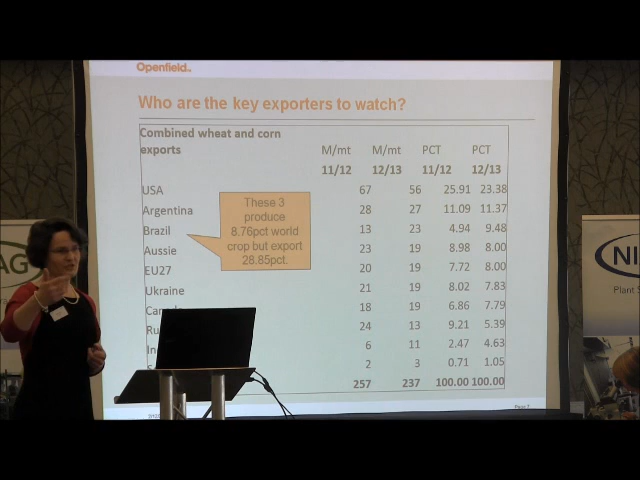 Openfield
Who are the key exporters to watch?
Combined wheat and corn
exports M/mt M/mt PCT PCT
11/12 12/13 11/12 12/13
USA 67 56 25.91 23.38
Argentina 28 27 11.09 11.37
Brazil 13 23 4.94 9.48
Aussie 23 19 8.98 8.00
EU27 20 19 7.72 8.00
Ukraine 21 19 8.02 7.83
18 19 6.86 7.79
24 13 9.21 5.39
6 11 2.47 4.63
2 3 0.71 1.05
257 237 100.00 100.00
These 3
produce
8.76pct world
crop but export
28.85pct.
AG
NI
Plant S